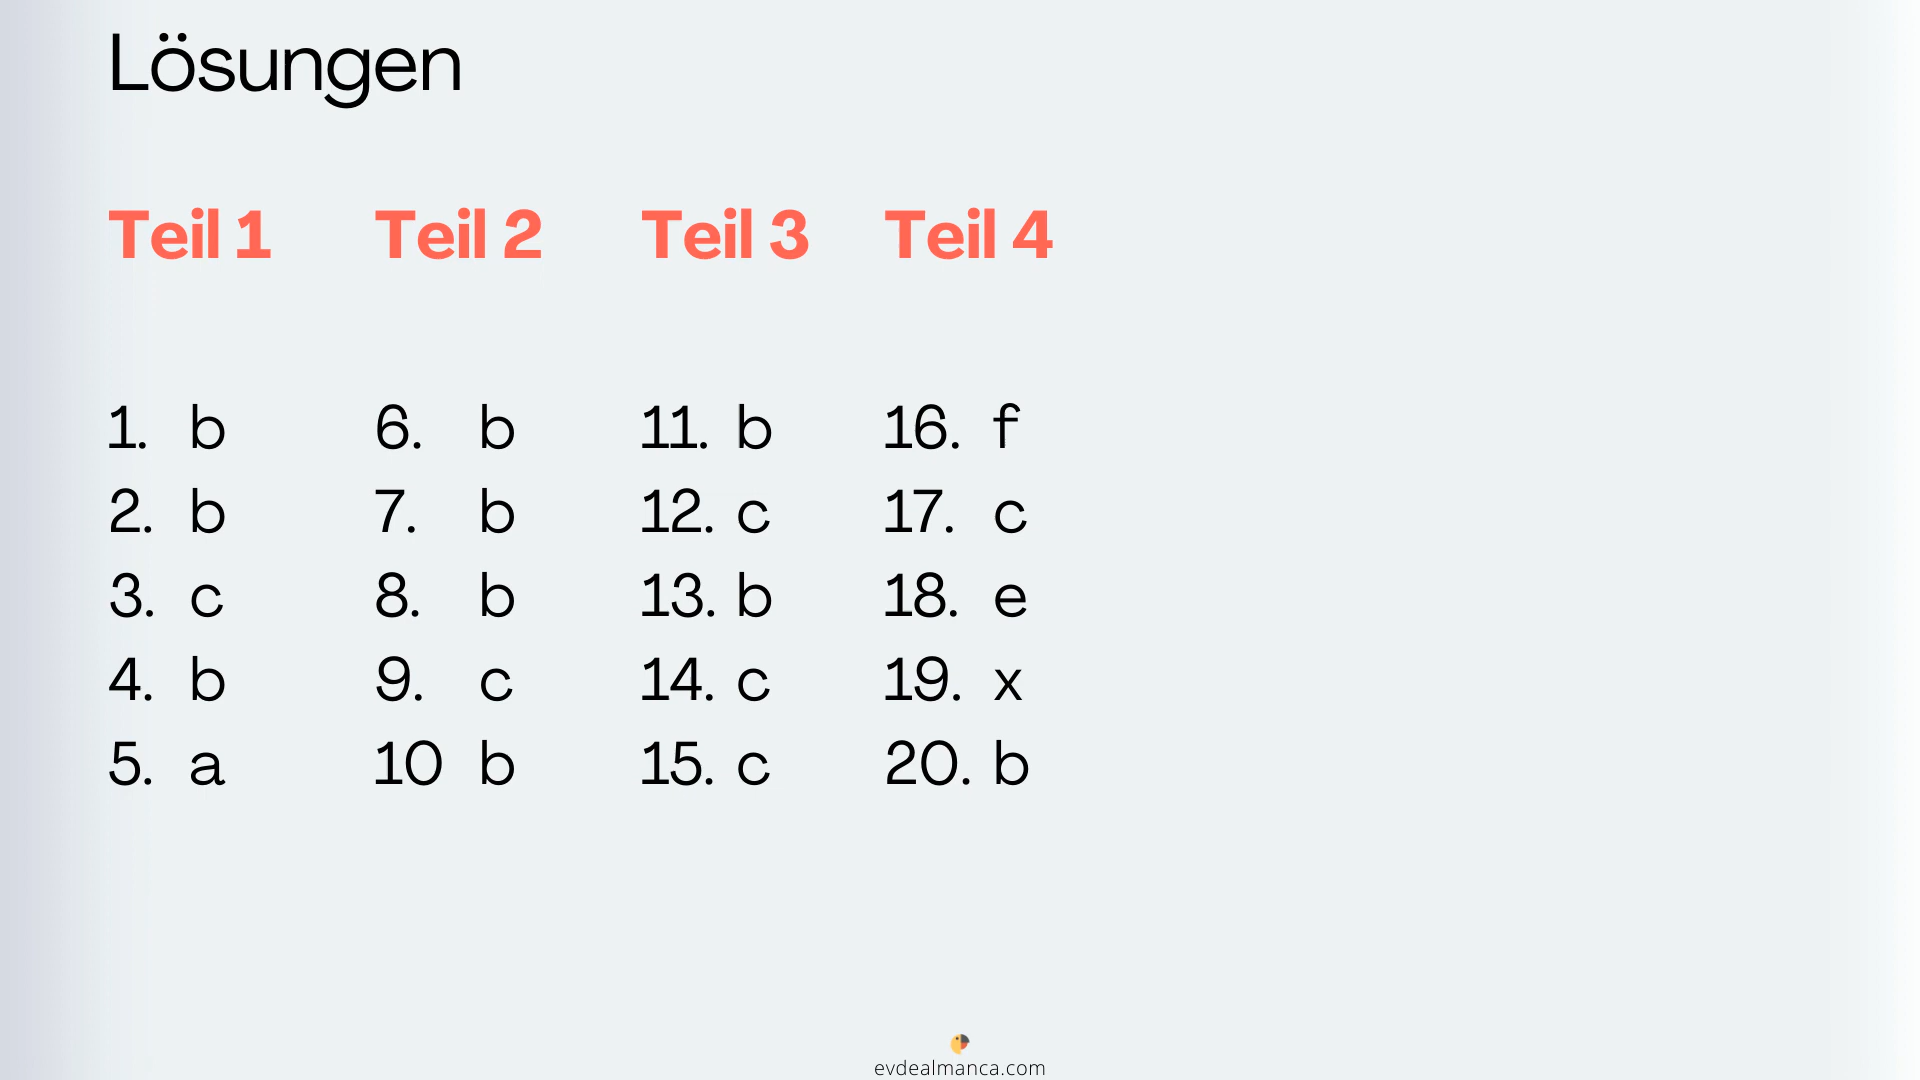 Lösungen
Teil 1 Teil 2 Teil 3 Teil 4
1. b 6. b 11. b 16. f
2. b 7. b 12. c 17. c
3. c 8. b 13. b 18. e
4. b 9. c 14. c 19. x
5. a 10 b 15. c 20. b
evdealmanca.com